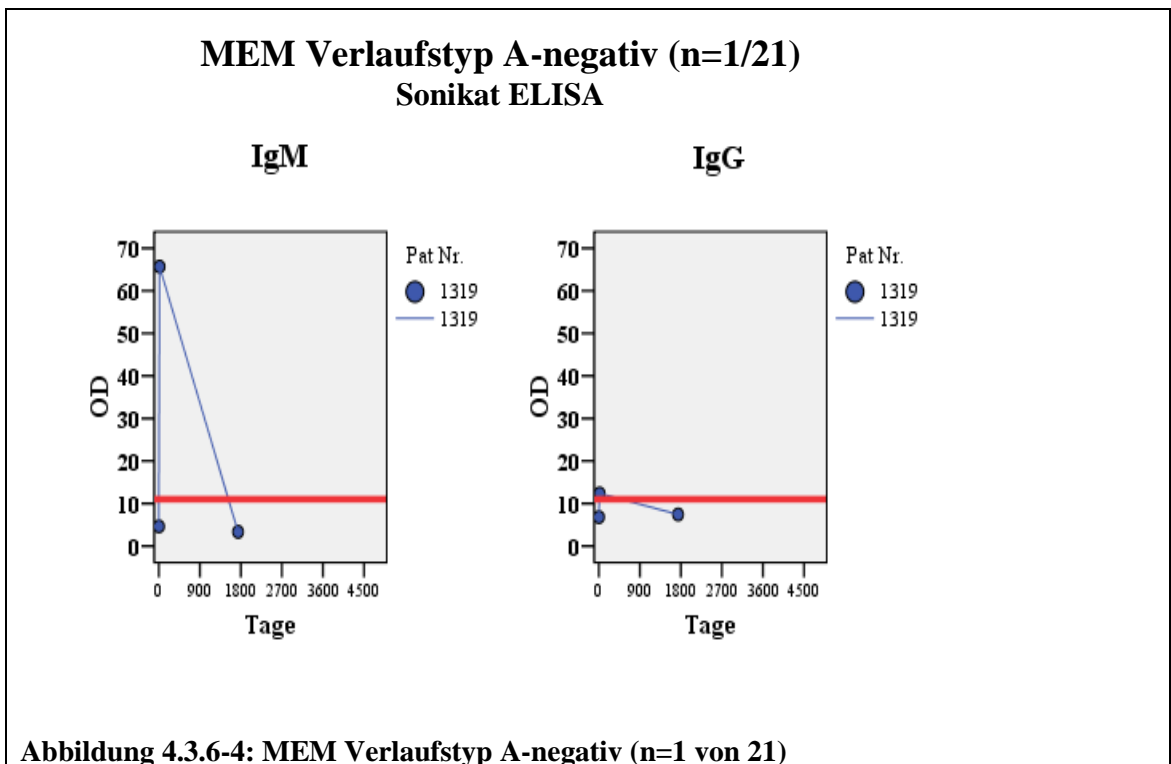 MEM Verlaufstyp A-negativ (n=1/21)
Sonikat ELISA
IgM
70
60
50
40
30
20
10
0
OD
0 900 1800 2700 3600 4500
Tage
Pat Nr.
1319
1319
IgG
70
60
50
40
30
20
10
0
OD
0 900 1800 2700 3600 4500
Tage
Pat Nr.
1319
1319
Abbildung 4.3.6-4: MEM Verlaufstyp A-negativ (n=1 von 21)